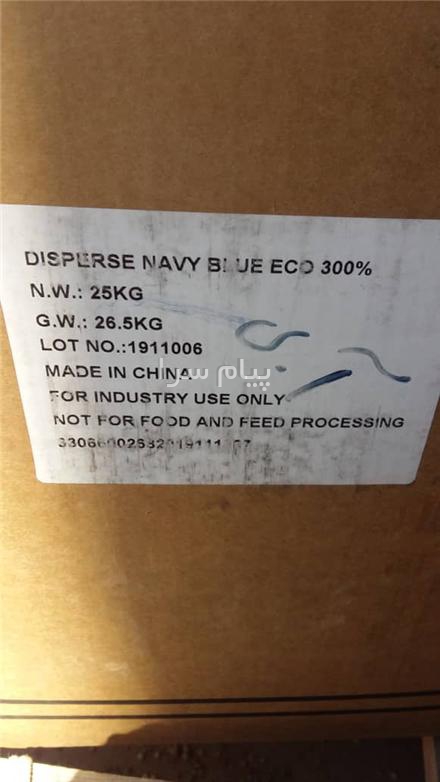 DISPERSE NAVY BLUE ECO 300%
N.W.: 25KG
G.W.: 26.5KG
LOT NO.:1911006
MADE IN CHINA
پیام سرا
FOR INDUSTRY USE ONLY
NOT FOR FOOD AND FEED PROCESSING